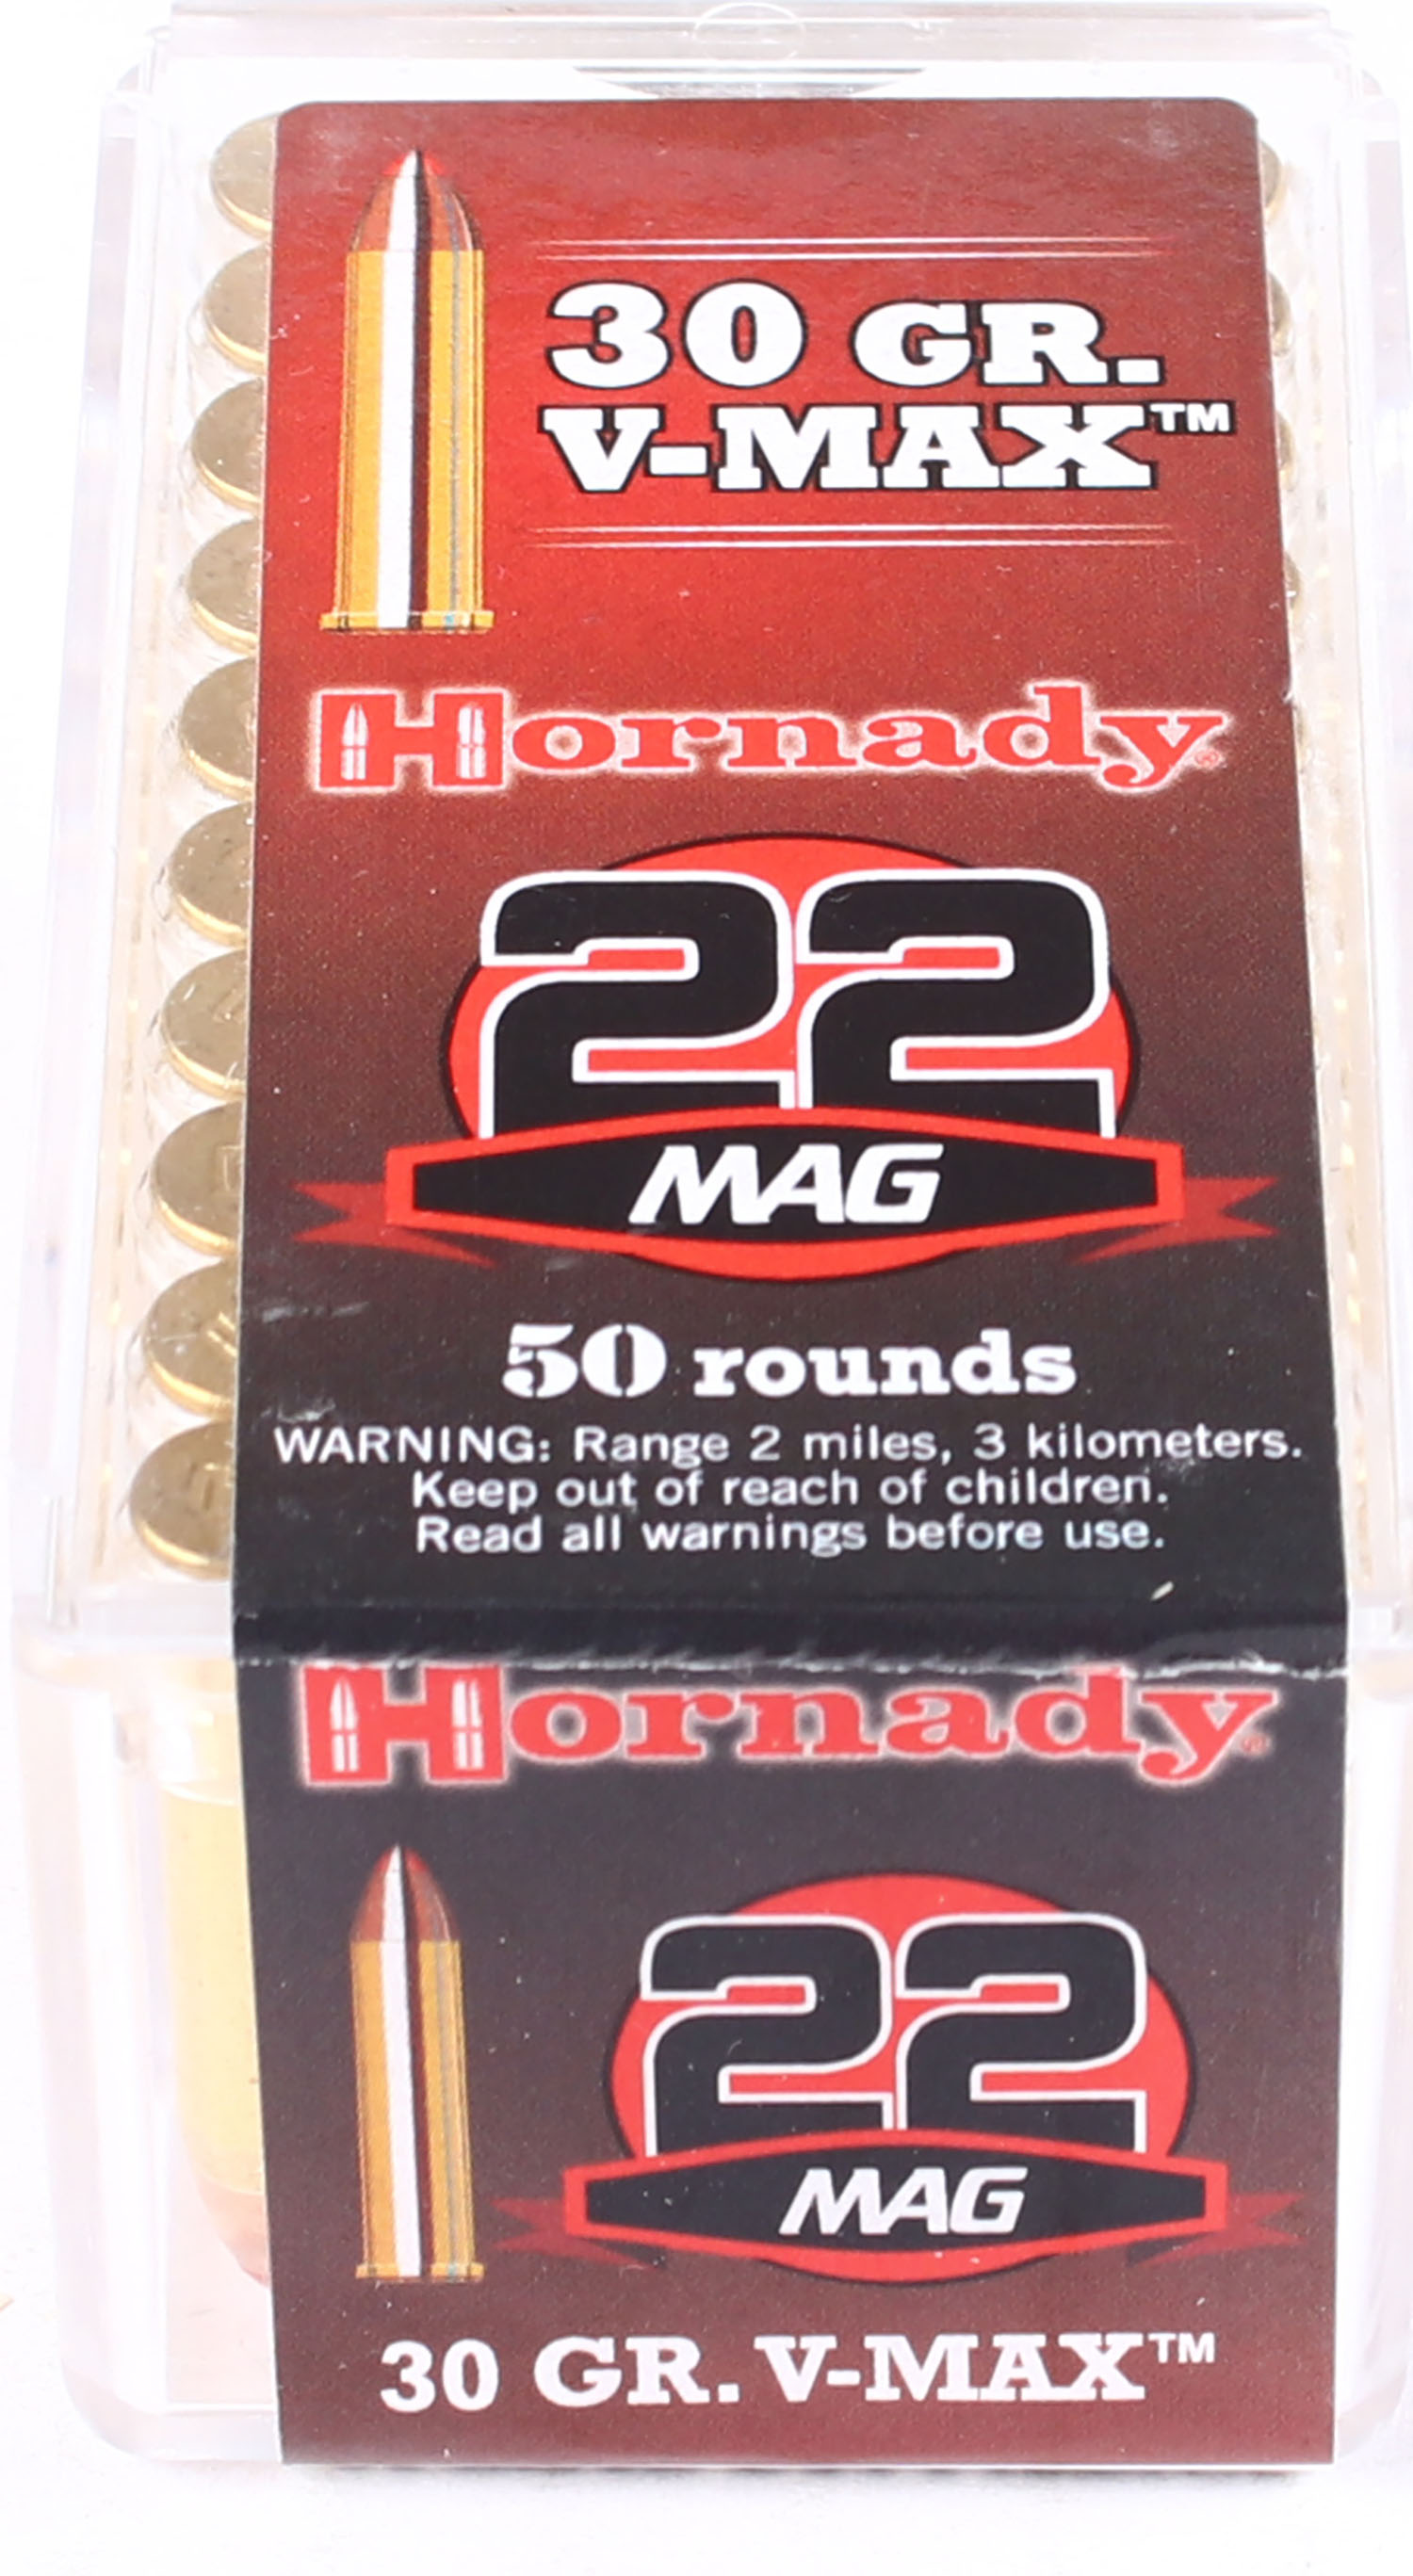 30 GR.
V-MAX™
Hornady®
22
MAG
50 rounds
WARNING: Range 2 miles, 3 kilometers.
Keep out of reach of children.
Read all warnings before use.
Hornady®
22
MAG
30 GR. V-MAX™